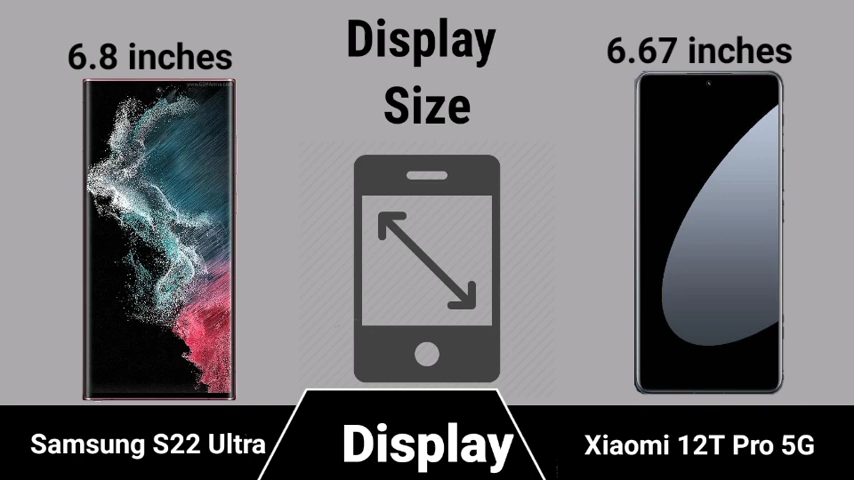 6.8 inches
Display
Size
6.67 inches
Samsung S22 Ultra
Display
Xiaomi 12T Pro 5G